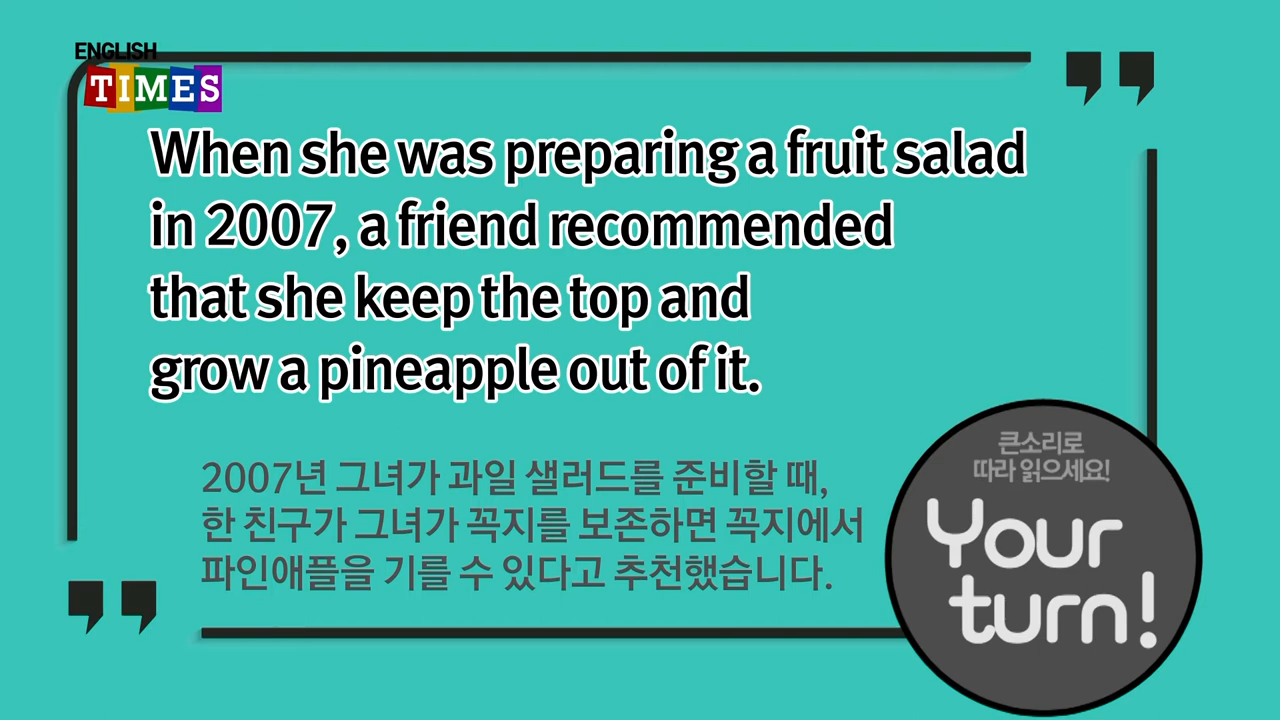 ENGLISH
TIMES
When she was preparing a fruit salad
in 2007, a friend recommended
that she keep the top and
grow a pineapple out of it.
2007년 그녀가 과일 샐러드를 준비할 때,
한 친구가 그녀가 꼭지를 보존하면 꼭지에서
파인애플을 기를 수 있다고 추천했습니다.
큰소리로
따라 읽으세요!
Your
turn!